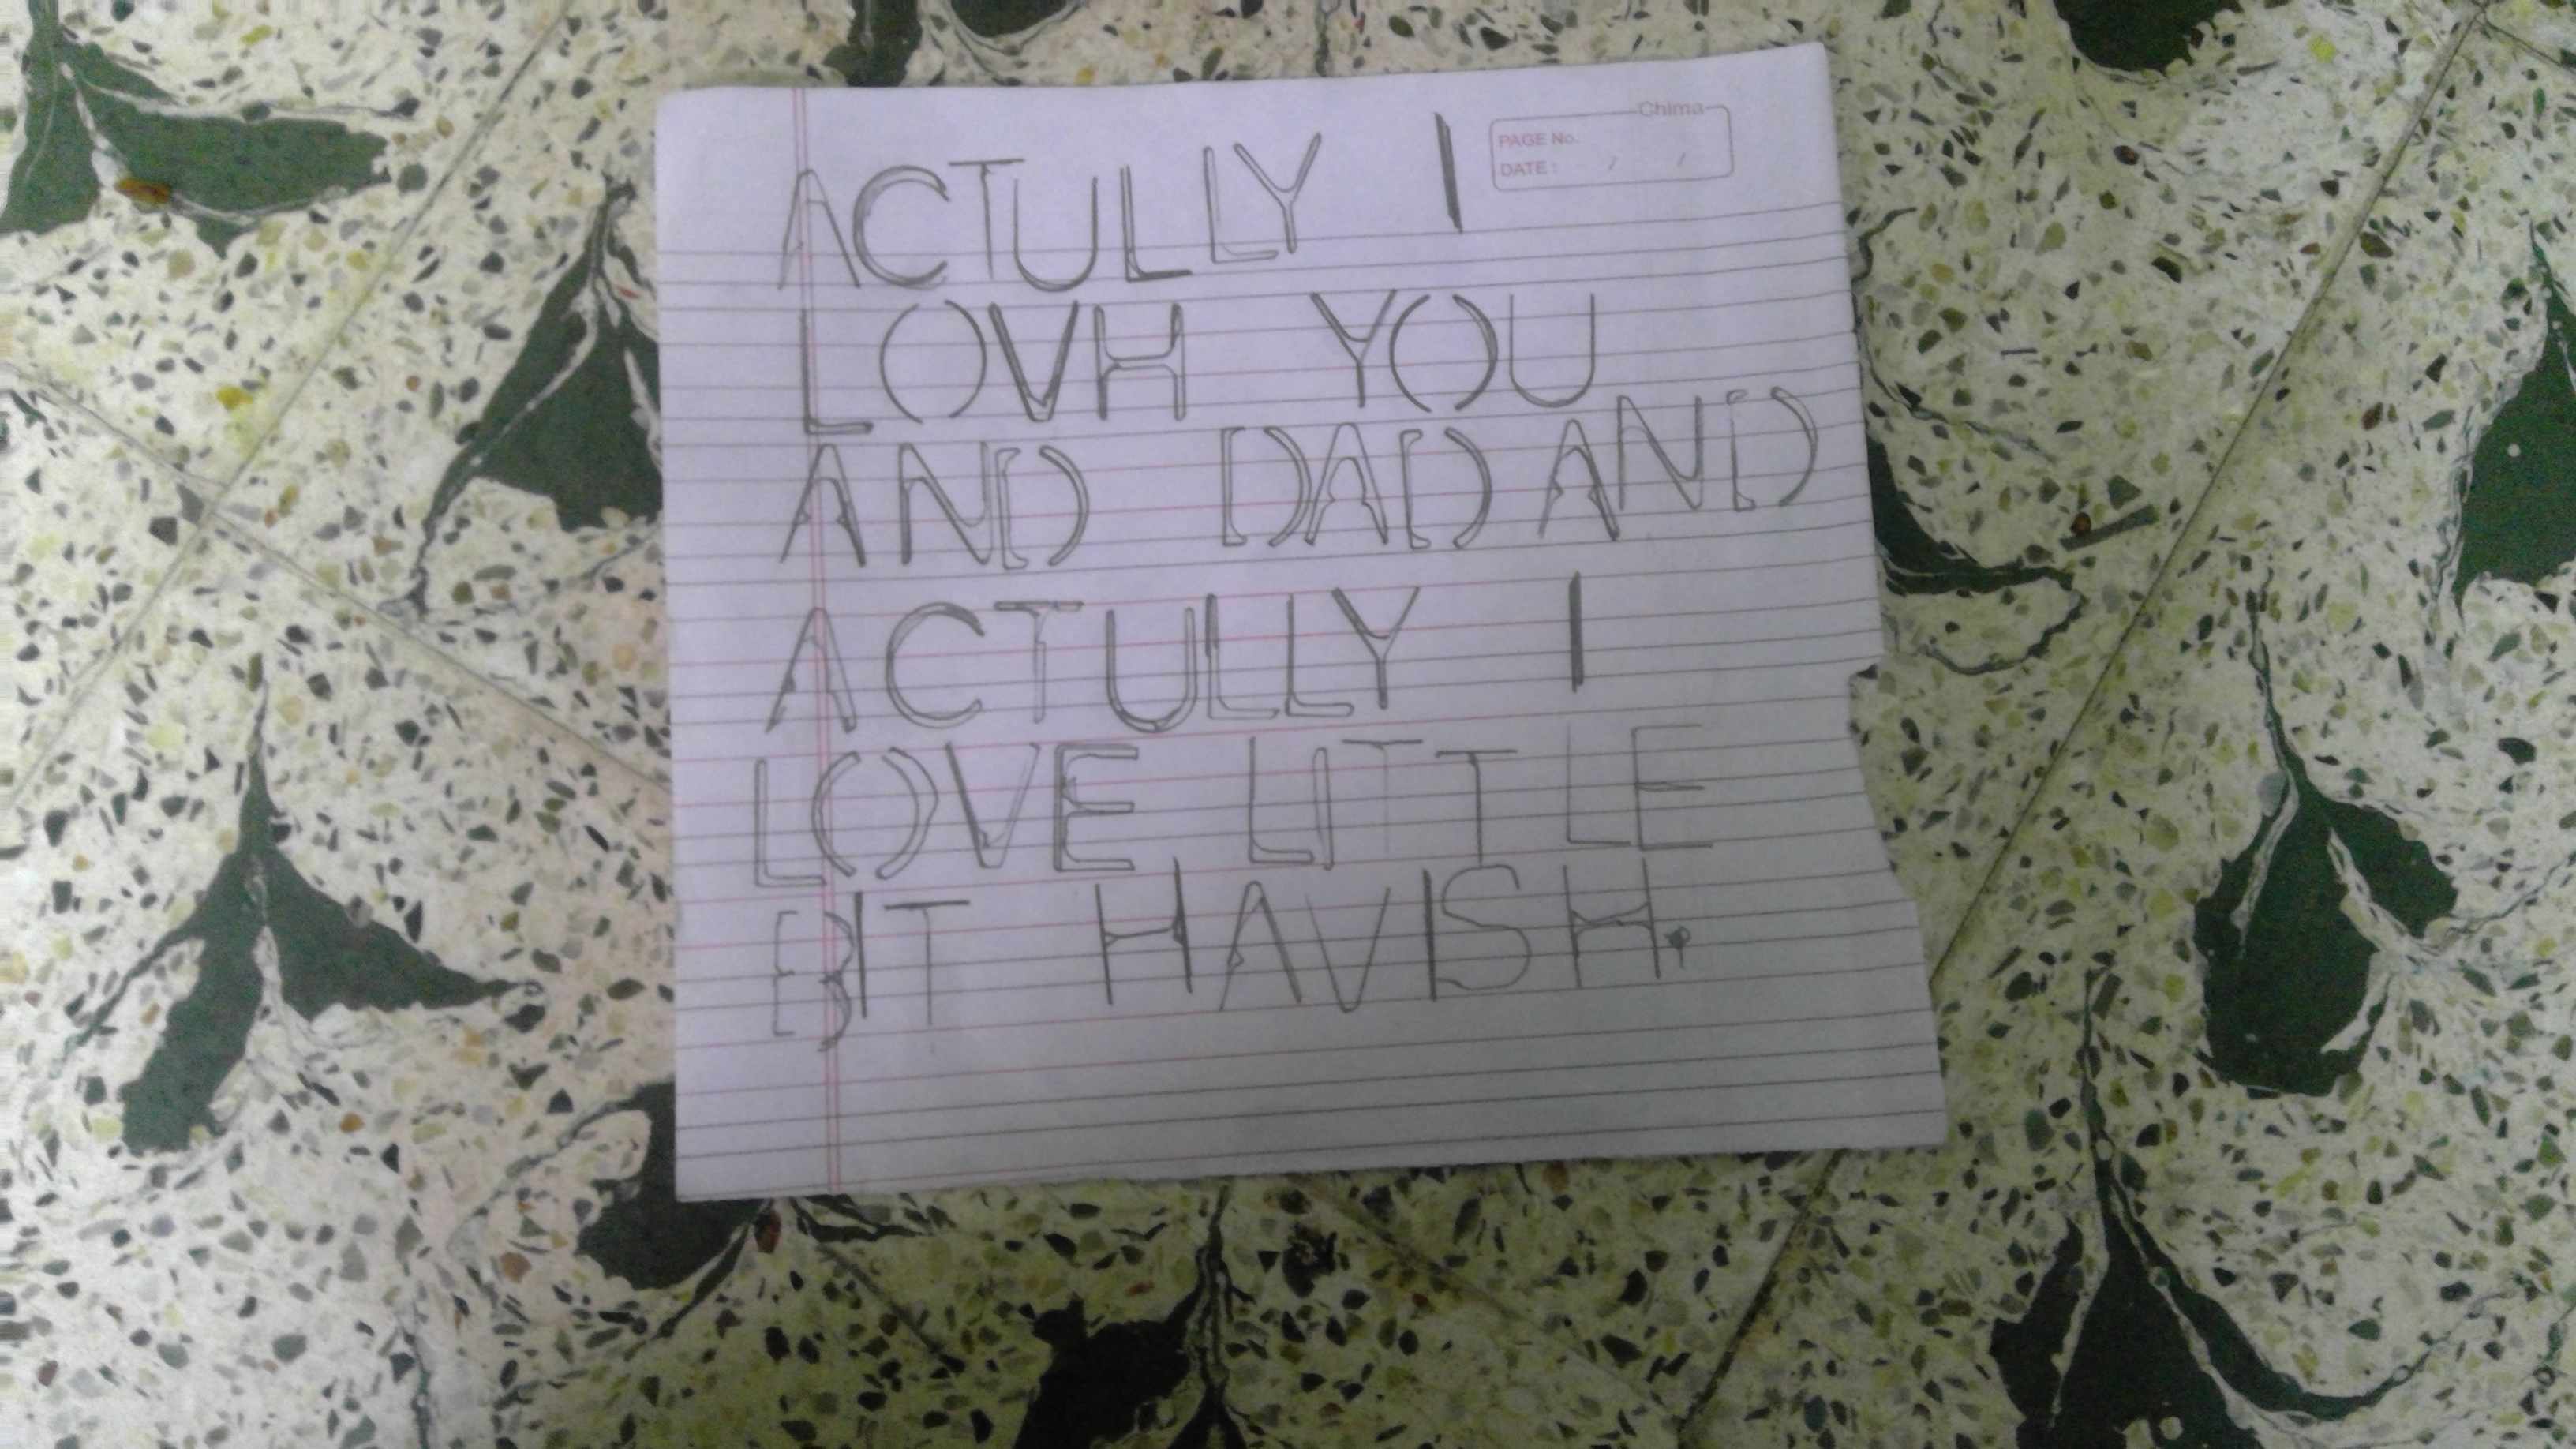 Chima
PAGE No.
DATE : / /
ACTULLY I
LOVH YOU
AND DAD AND
ACTULLY I
LOVE LITTLE
BIT HAVISH.